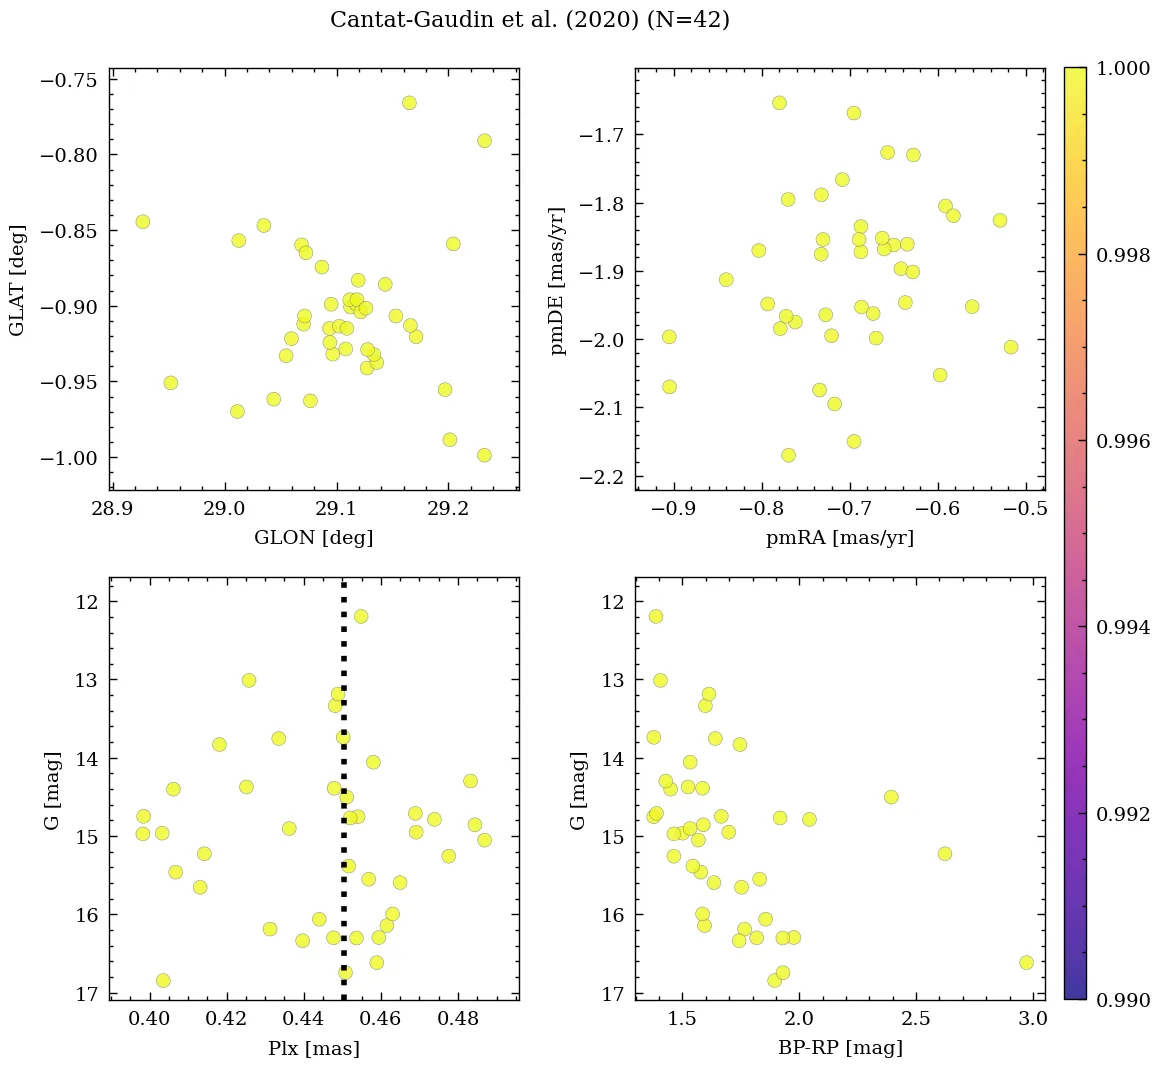 Cantat-Gaudin et al. (2020) (N=42)
−0.75
−0.80
−0.85
−0.90
−0.95
−1.00
GLAT [deg]
28.9 29.0 29.1 29.2
GLON [deg]
−1.7
−1.8
−1.9
−2.0
−2.1
−2.2
pmDE [mas/yr]
−0.9 −0.8 −0.7 −0.6 −0.5
pmRA [mas/yr]
12
13
14
15
16
17
G [mag]
0.40 0.42 0.44 0.46 0.48
Plx [mas]
12
13
14
15
16
17
G [mag]
1.5 2.0 2.5 3.0
BP-RP [mag]
1.000
0.998
0.996
0.994
0.992
0.990